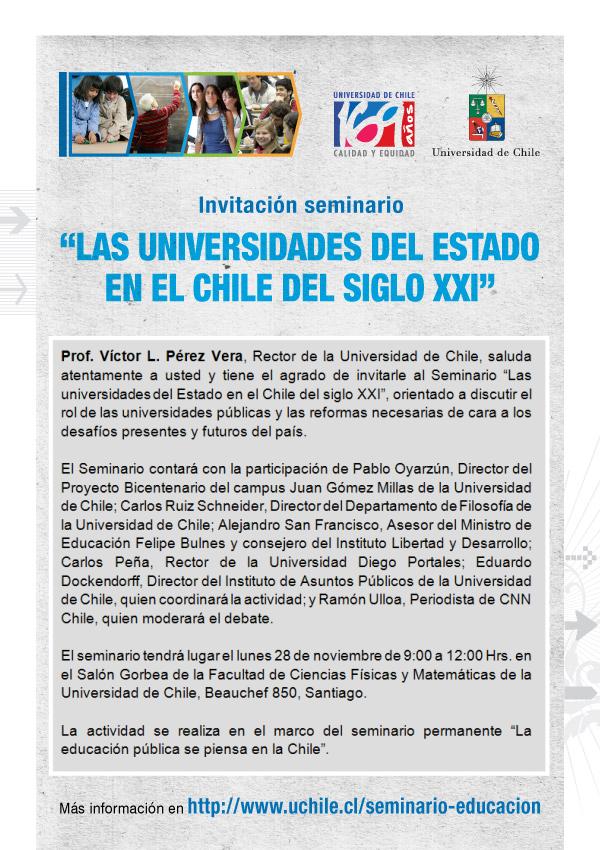 UNIVERSIDAD DE CHILE
169 AÑOS
CALIDAD Y EQUIDAD
Universidad de Chile
Invitación seminario
“LAS UNIVERSIDADES DEL ESTADO
EN EL CHILE DEL SIGLO XXI”
Prof. Víctor L. Pérez Vera, Rector de la Universidad de Chile, saluda
atentamente a usted y tiene el agrado de invitarle al Seminario “Las
universidades del Estado en el Chile del siglo XXI”, orientado a discutir el
rol de las universidades públicas y las reformas necesarias de cara a los
desafíos presentes y futuros del país.
El Seminario contará con la participación de Pablo Oyarzún, Director del
Proyecto Bicentenario del campus Juan Gómez Millas de la Universidad
de Chile; Carlos Ruiz Schneider, Director del Departamento de Filosofía de
la Universidad de Chile; Alejandro San Francisco, Asesor del Ministro de
Educación Felipe Bulnes y consejero del Instituto Libertad y Desarrollo;
Carlos Peña, Rector de la Universidad Diego Portales; Eduardo
Dockendorff, Director del Instituto de Asuntos Públicos de la Universidad
de Chile, quien coordinará la actividad; y Ramón Ulloa, Periodista de CNN
Chile, quien moderará el debate.
El seminario tendrá lugar el lunes 28 de noviembre de 9:00 a 12:00 Hrs. en
el Salón Gorbea de la Facultad de Ciencias Físicas y Matemáticas de la
Universidad de Chile, Beauchef 850, Santiago.
La actividad se realiza en el marco del seminario permanente “La
educación pública se piensa en la Chile”.
Más información en http://www.uchile.cl/seminario-educacion